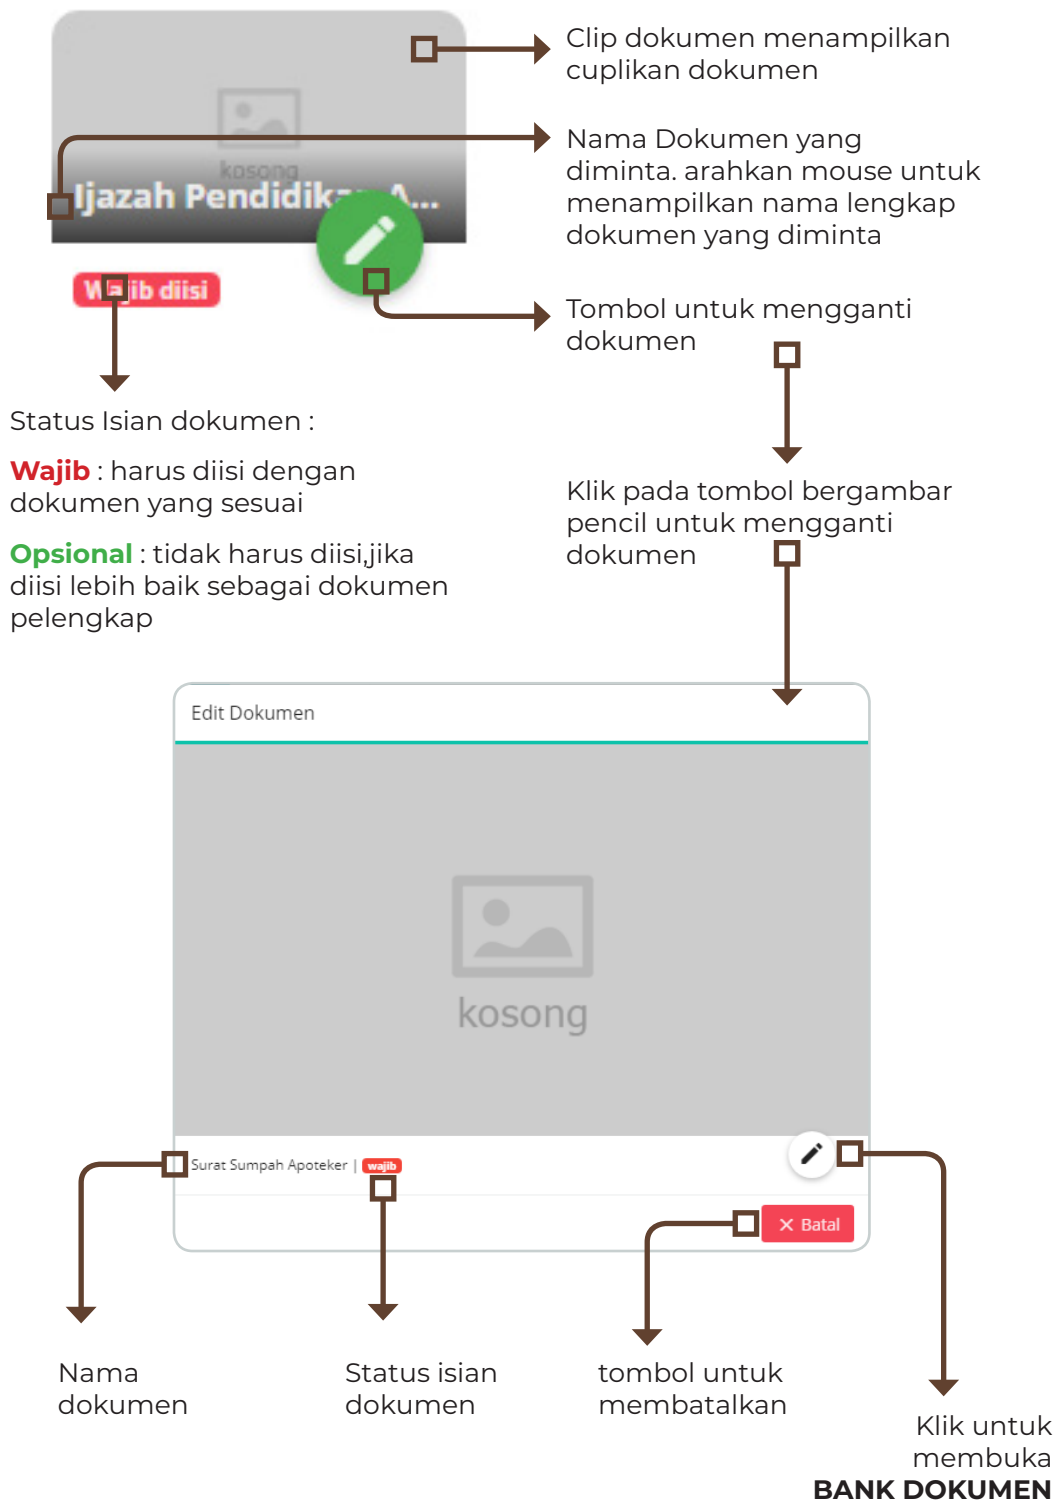 Clip dokumen menampilkan
cuplikan dokumen
kosong
Ijazah Pendidikan A...
Nama Dokumen yang
diminta. arahkan mouse untuk
menampilkan nama lengkap
dokumen yang diminta
Wajib diisi
Tombol untuk mengganti
dokumen
Status Isian dokumen :
Wajib : harus diisi dengan
dokumen yang sesuai
Opsional : tidak harus diisi,jika
diisi lebih baik sebagai dokumen
pelengkap
Klik pada tombol bergambar
pencil untuk mengganti
dokumen
Edit Dokumen
kosong
Surat Sumpah Apoteker | wajib
× Batal
Nama
dokumen
Status isian
dokumen
tombol untuk
membatalkan
Klik untuk
membuka
BANK DOKUMEN